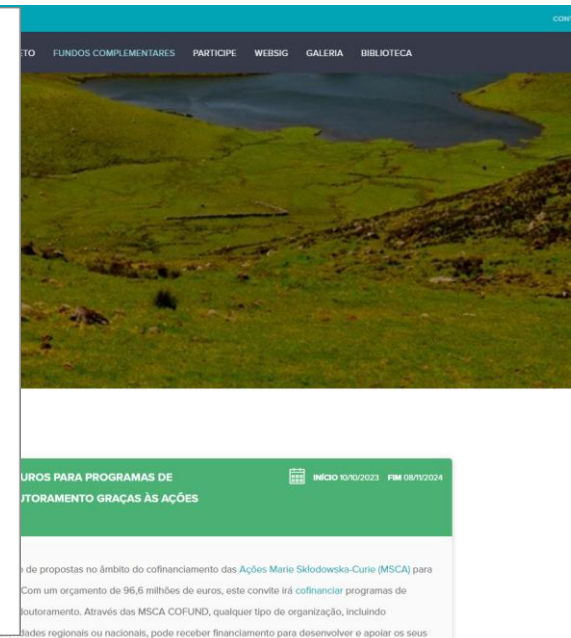 CONT
ETO FUNDOS COMPLEMENTARES PARTICIPE WEBSIG GALERIA BIBLIOTECA
UROS PARA PROGRAMAS DE
JTORAMENTO GRAÇAS ÀS AÇÕES
INÍCIO 10/10/2023 FIM 08/11/2024
o de propostas no âmbito do cofinanciamento das Ações Marie Skłodowska-Curie (MSCA) para
Com um orçamento de 96,6 milhões de euros, este convite irá cofinanciar programas de
doutoramento. Através das MSCA COFUND, qualquer tipo de organização, incluindo
dades regionais ou nacionais, pode receber financiamento para desenvolver e apoiar os seus